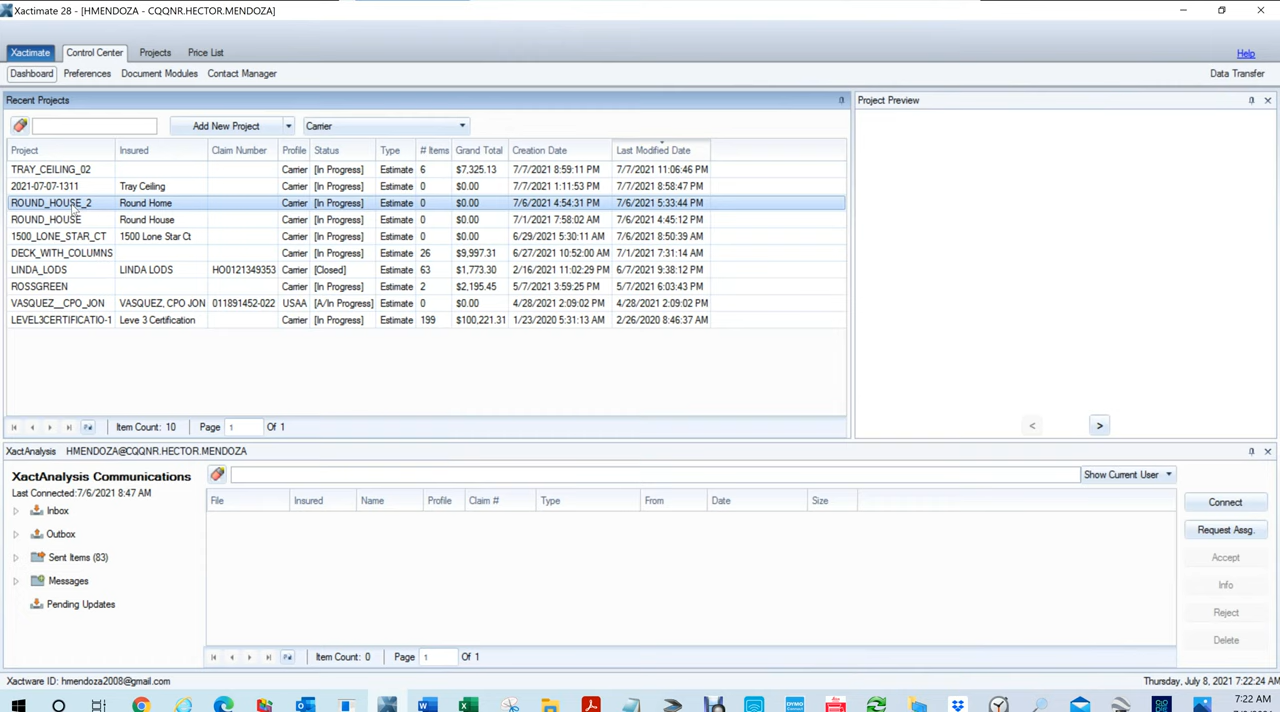 Xactimate 28 - [HMENDOZA - CQQNR.HECTOR.MENDOZA]
Xactimate Control Center Projects Price List Help
Dashboard Preferences Document Modules Contact Manager Data Transfer
Recent Projects Project Preview
Add New Project Carrier
Project Insured Claim Number Profile Status Type # Items Grand Total Creation Date Last Modified Date
TRAY_CEILING_02 Carrier [In Progress] Estimate 6 $7,325.13 7/7/2021 8:59:11 PM 7/7/2021 11:06:46 PM
2021-07-07-1311 Tray Ceiling Carrier [In Progress] Estimate 0 $0.00 7/7/2021 1:11:53 PM 7/7/2021 8:58:47 PM
ROUND_HOUSE_2 Round Home Carrier [In Progress] Estimate 0 $0.00 7/6/2021 4:54:31 PM 7/6/2021 5:33:44 PM
ROUND_HOUSE Round House Carrier [In Progress] Estimate 0 $0.00 7/1/2021 7:58:02 AM 7/6/2021 4:45:12 PM
1500_LONE_STAR_CT 1500 Lone Star Ct Carrier [In Progress] Estimate 0 $0.00 6/29/2021 5:30:11 AM 7/6/2021 8:50:39 AM
DECK_WITH_COLUMNS Carrier [In Progress] Estimate 26 $9,997.31 6/27/2021 10:52:00 AM 7/1/2021 7:31:14 AM
LINDA_LODS LINDA LODS HO0121349353 Carrier [Closed] Estimate 63 $1,773.30 2/16/2021 11:02:29 PM 6/7/2021 9:38:12 PM
ROSSGREEN Carrier [In Progress] Estimate 2 $2,195.45 5/7/2021 3:59:25 PM 5/7/2021 6:03:43 PM
VASQUEZ__CPO_JON VASQUEZ, CPO JON 011891452-022 USAA [A/In Progress] Estimate 0 $0.00 4/28/2021 2:09:02 PM 4/28/2021 2:09:02 PM
LEVEL3CERTIFICATIO-1 Leve 3 Certification Carrier [In Progress] Estimate 199 $100,221.31 1/23/2020 5:31:13 AM 2/26/2020 8:46:37 AM
Item Count: 10 Page 1 Of 1 < >
XactAnalysis HMENDOZA@CQQNR.HECTOR.MENDOZA
XactAnalysis Communications Show Current User
Last Connected:7/6/2021 8:47 AM
File Insured Name Profile Claim # Type From Date Size
Connect
Inbox
Request Assg.
Outbox
Sent Items (83)
Accept
Messages
Info
Pending Updates
Reject
Delete
Item Count: 0 Page 1 Of 1
Xactware ID: hmendoza2008@gmail.com Thursday, July 8, 2021 7:22:24 AM
7:22 AM